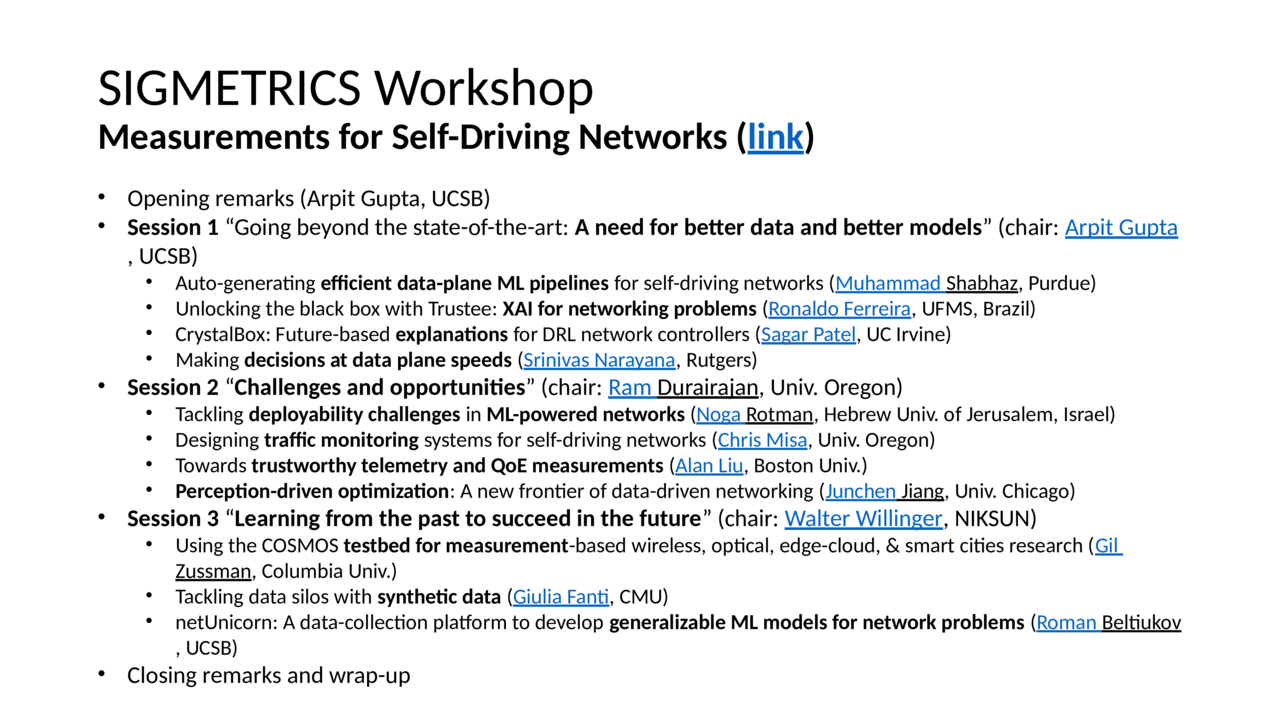 SIGMETRICS Workshop
Measurements for Self-Driving Networks (link)
• Opening remarks (Arpit Gupta, UCSB)
• Session 1 “Going beyond the state-of-the-art: A need for better data and better models” (chair: Arpit Gupta
, UCSB)
• Auto-generating efficient data-plane ML pipelines for self-driving networks (Muhammad Shabhaz, Purdue)
• Unlocking the black box with Trustee: XAI for networking problems (Ronaldo Ferreira, UFMS, Brazil)
• CrystalBox: Future-based explanations for DRL network controllers (Sagar Patel, UC Irvine)
• Making decisions at data plane speeds (Srinivas Narayana, Rutgers)
• Session 2 “Challenges and opportunities” (chair: Ram Durairajan, Univ. Oregon)
• Tackling deployability challenges in ML-powered networks (Noga Rotman, Hebrew Univ. of Jerusalem, Israel)
• Designing traffic monitoring systems for self-driving networks (Chris Misa, Univ. Oregon)
• Towards trustworthy telemetry and QoE measurements (Alan Liu, Boston Univ.)
• Perception-driven optimization: A new frontier of data-driven networking (Junchen Jiang, Univ. Chicago)
• Session 3 “Learning from the past to succeed in the future” (chair: Walter Willinger, NIKSUN)
• Using the COSMOS testbed for measurement-based wireless, optical, edge-cloud, & smart cities research (Gil
Zussman, Columbia Univ.)
• Tackling data silos with synthetic data (Giulia Fanti, CMU)
• netUnicorn: A data-collection platform to develop generalizable ML models for network problems (Roman Beltiukov
, UCSB)
• Closing remarks and wrap-up